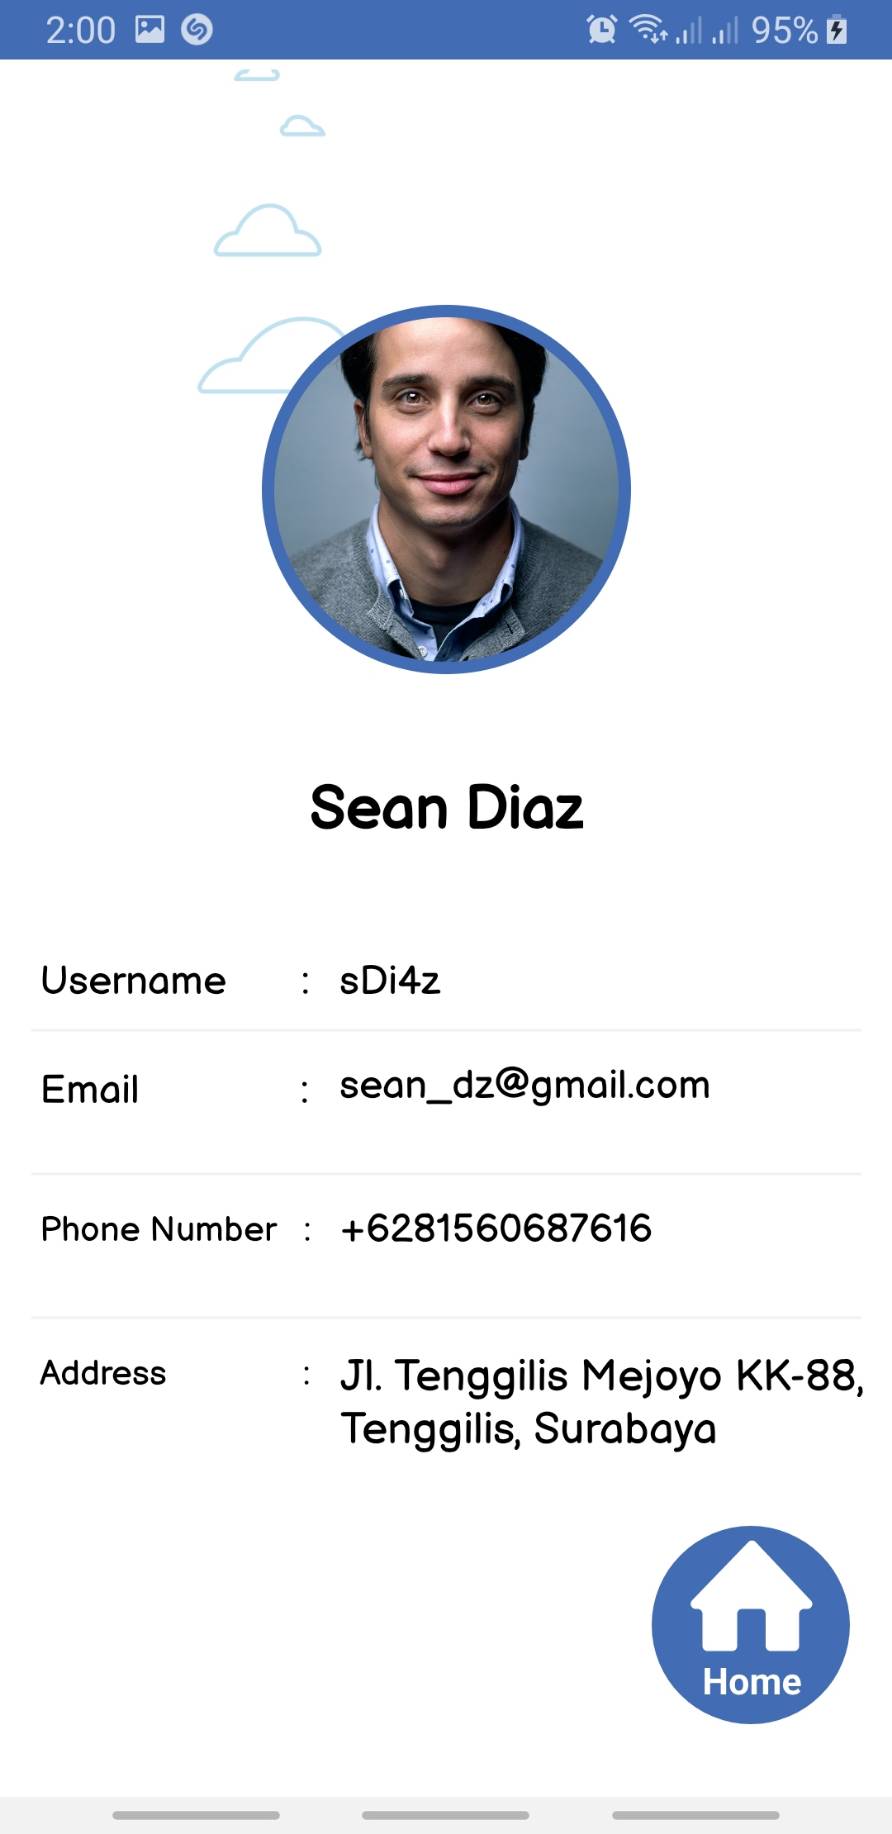 2:00 95%
Sean Diaz
Username : sDi4z
Email : sean_dz@gmail.com
Phone Number : +6281560687616
Address : Jl. Tenggilis Mejoyo KK-88,
Tenggilis, Surabaya
Home